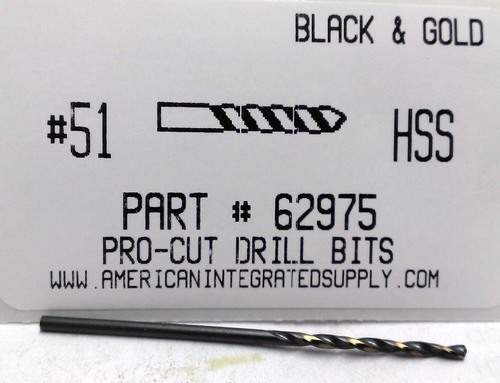 BLACK & GOLD
#51 HSS
PART # 62975
PRO-CUT DRILL BITS
WWW.AMERICANINTEGRATEDSUPPLY.COM